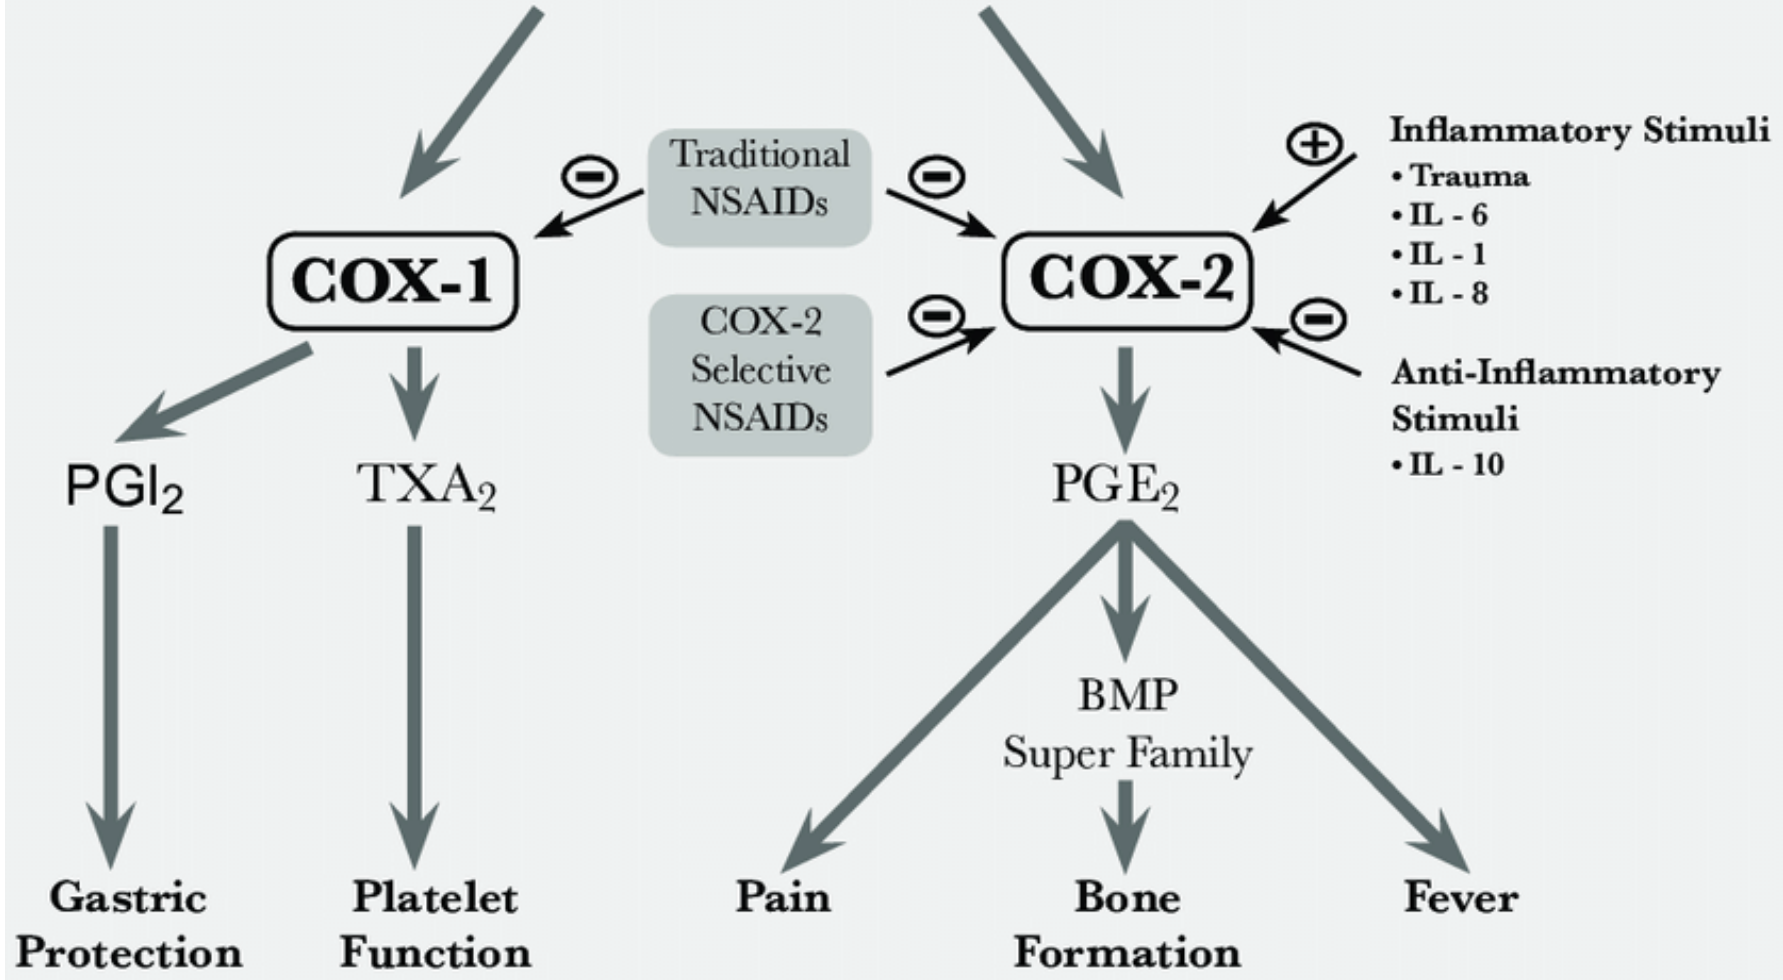 Traditional
NSAIDs
Inflammatory Stimuli
• Trauma
• IL - 6
• IL - 1
• IL - 8
COX-1
COX-2
COX-2
Selective
NSAIDs
Anti-Inflammatory
Stimuli
• IL - 10
PGI₂
TXA₂
PGE₂
BMP
Super Family
Gastric
Protection
Platelet
Function
Pain
Bone
Formation
Fever